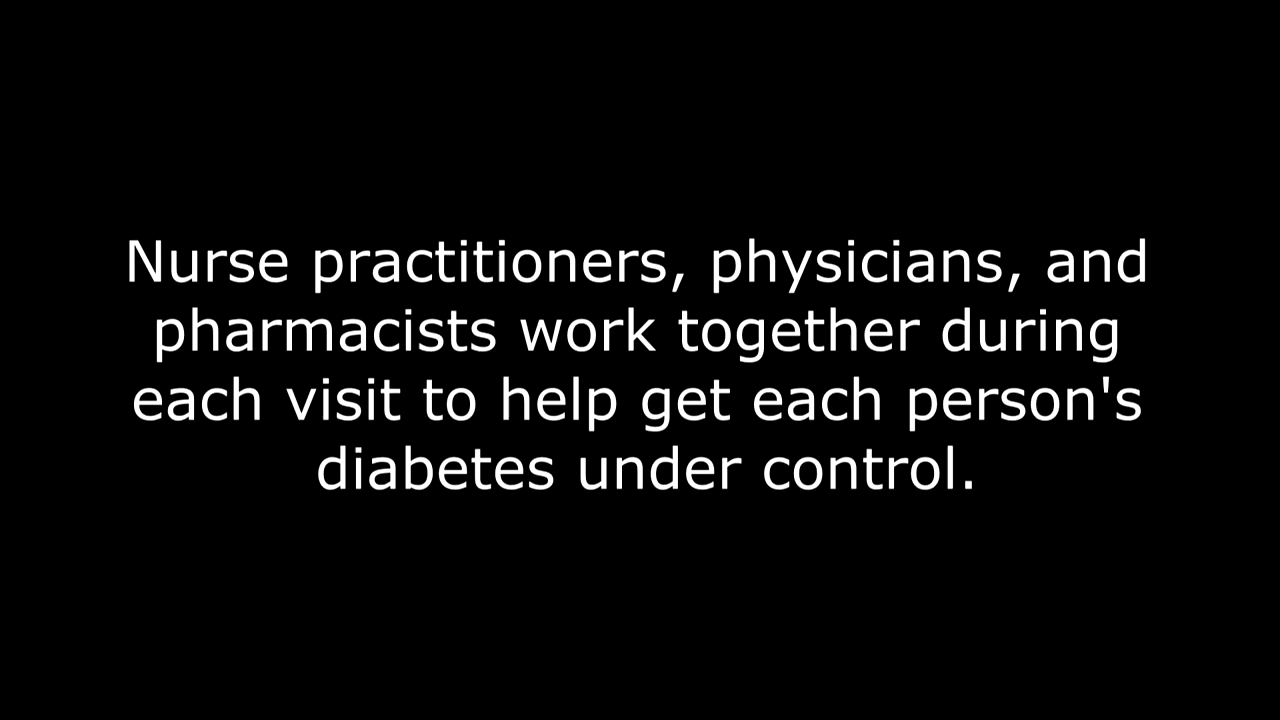 Nurse practitioners, physicians, and
pharmacists work together during
each visit to help get each person's
diabetes under control.